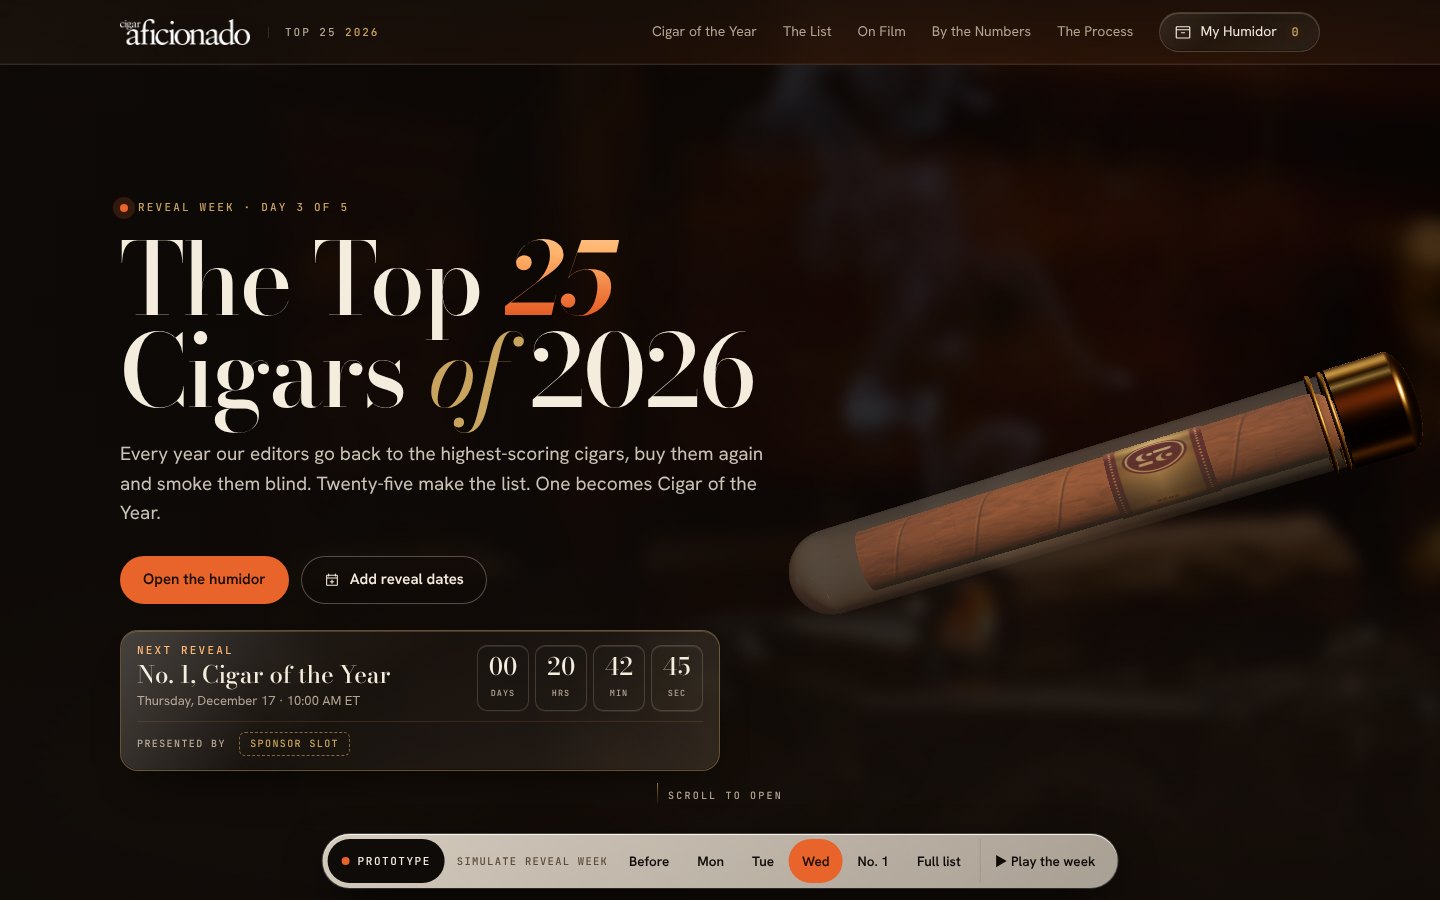 cigar
aficionado
TOP 25 2026
Cigar of the Year
The List
On Film
By the Numbers
The Process
My Humidor 0
REVEAL WEEK · DAY 3 OF 5
The Top 25
Cigars of 2026
Every year our editors go back to the highest-scoring cigars, buy them again
and smoke them blind. Twenty-five make the list. One becomes Cigar of the
Year.
Open the humidor
Add reveal dates
NEXT REVEAL
No. 1, Cigar of the Year
Thursday, December 17 · 10:00 AM ET
00 20 42 45
DAYS HRS MIN SEC
PRESENTED BY SPONSOR SLOT
SCROLL TO OPEN
PROTOTYPE SIMULATE REVEAL WEEK Before Mon Tue Wed No. 1 Full list ▶ Play the week